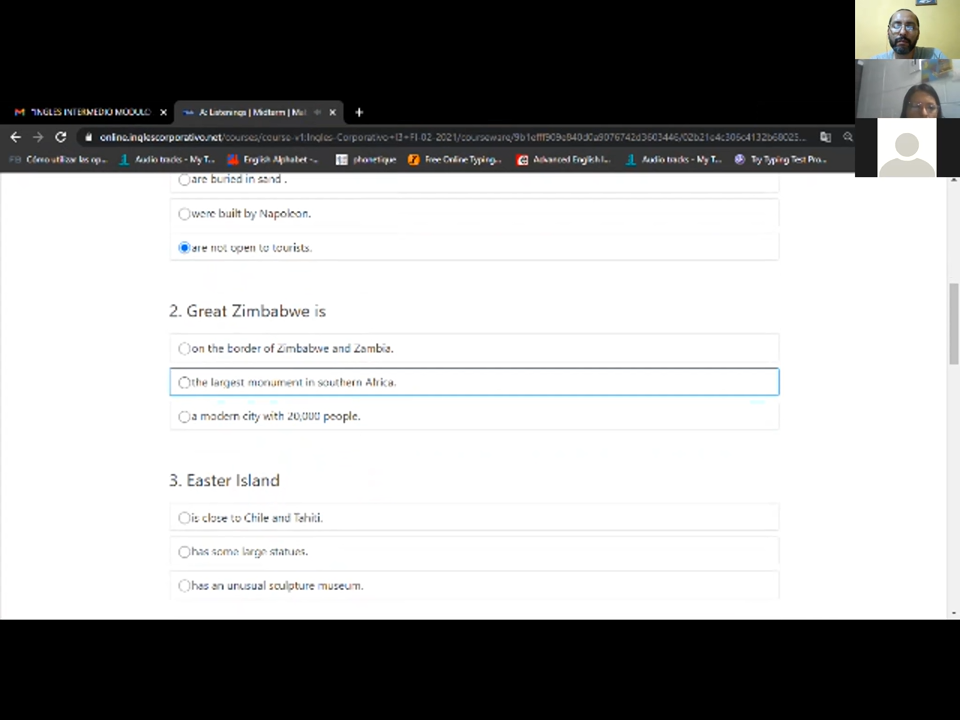 "INGLES INTERMEDIO MODULO
A: Listenings | Midterm | Mat
online.inglescorporativo.net/courses/course-v1:Ingles-Corporativo+I3+FI-02-2021/courseware/
Cómo utilizar las op...
Audio tracks - My T...
English Alphabet -...
phonetique
Free Online Typing...
Advanced English l...
Audio tracks - My T...
Try Typing Test Pro...
are buried in sand .
were built by Napoleon.
are not open to tourists.
2. Great Zimbabwe is
on the border of Zimbabwe and Zambia.
the largest monument in southern Africa.
a modern city with 20,000 people.
3. Easter Island
is close to Chile and Tahiti.
has some large statues.
has an unusual sculpture museum.